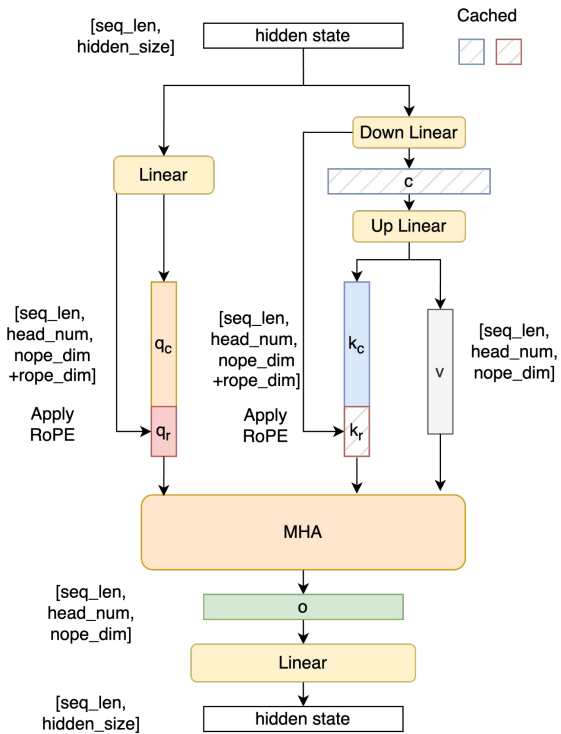 [seq_len,
hidden_size]
hidden state
Cached
Down Linear
Linear
c
Up Linear
[seq_len,
head_num,
nope_dim
+rope_dim]
qc
[seq_len,
head_num,
nope_dim
+rope_dim]
kc
v
[seq_len,
head_num,
nope_dim]
Apply
RoPE
qr
Apply
RoPE
kr
MHA
[seq_len,
head_num,
nope_dim]
o
Linear
[seq_len,
hidden_size]
hidden state